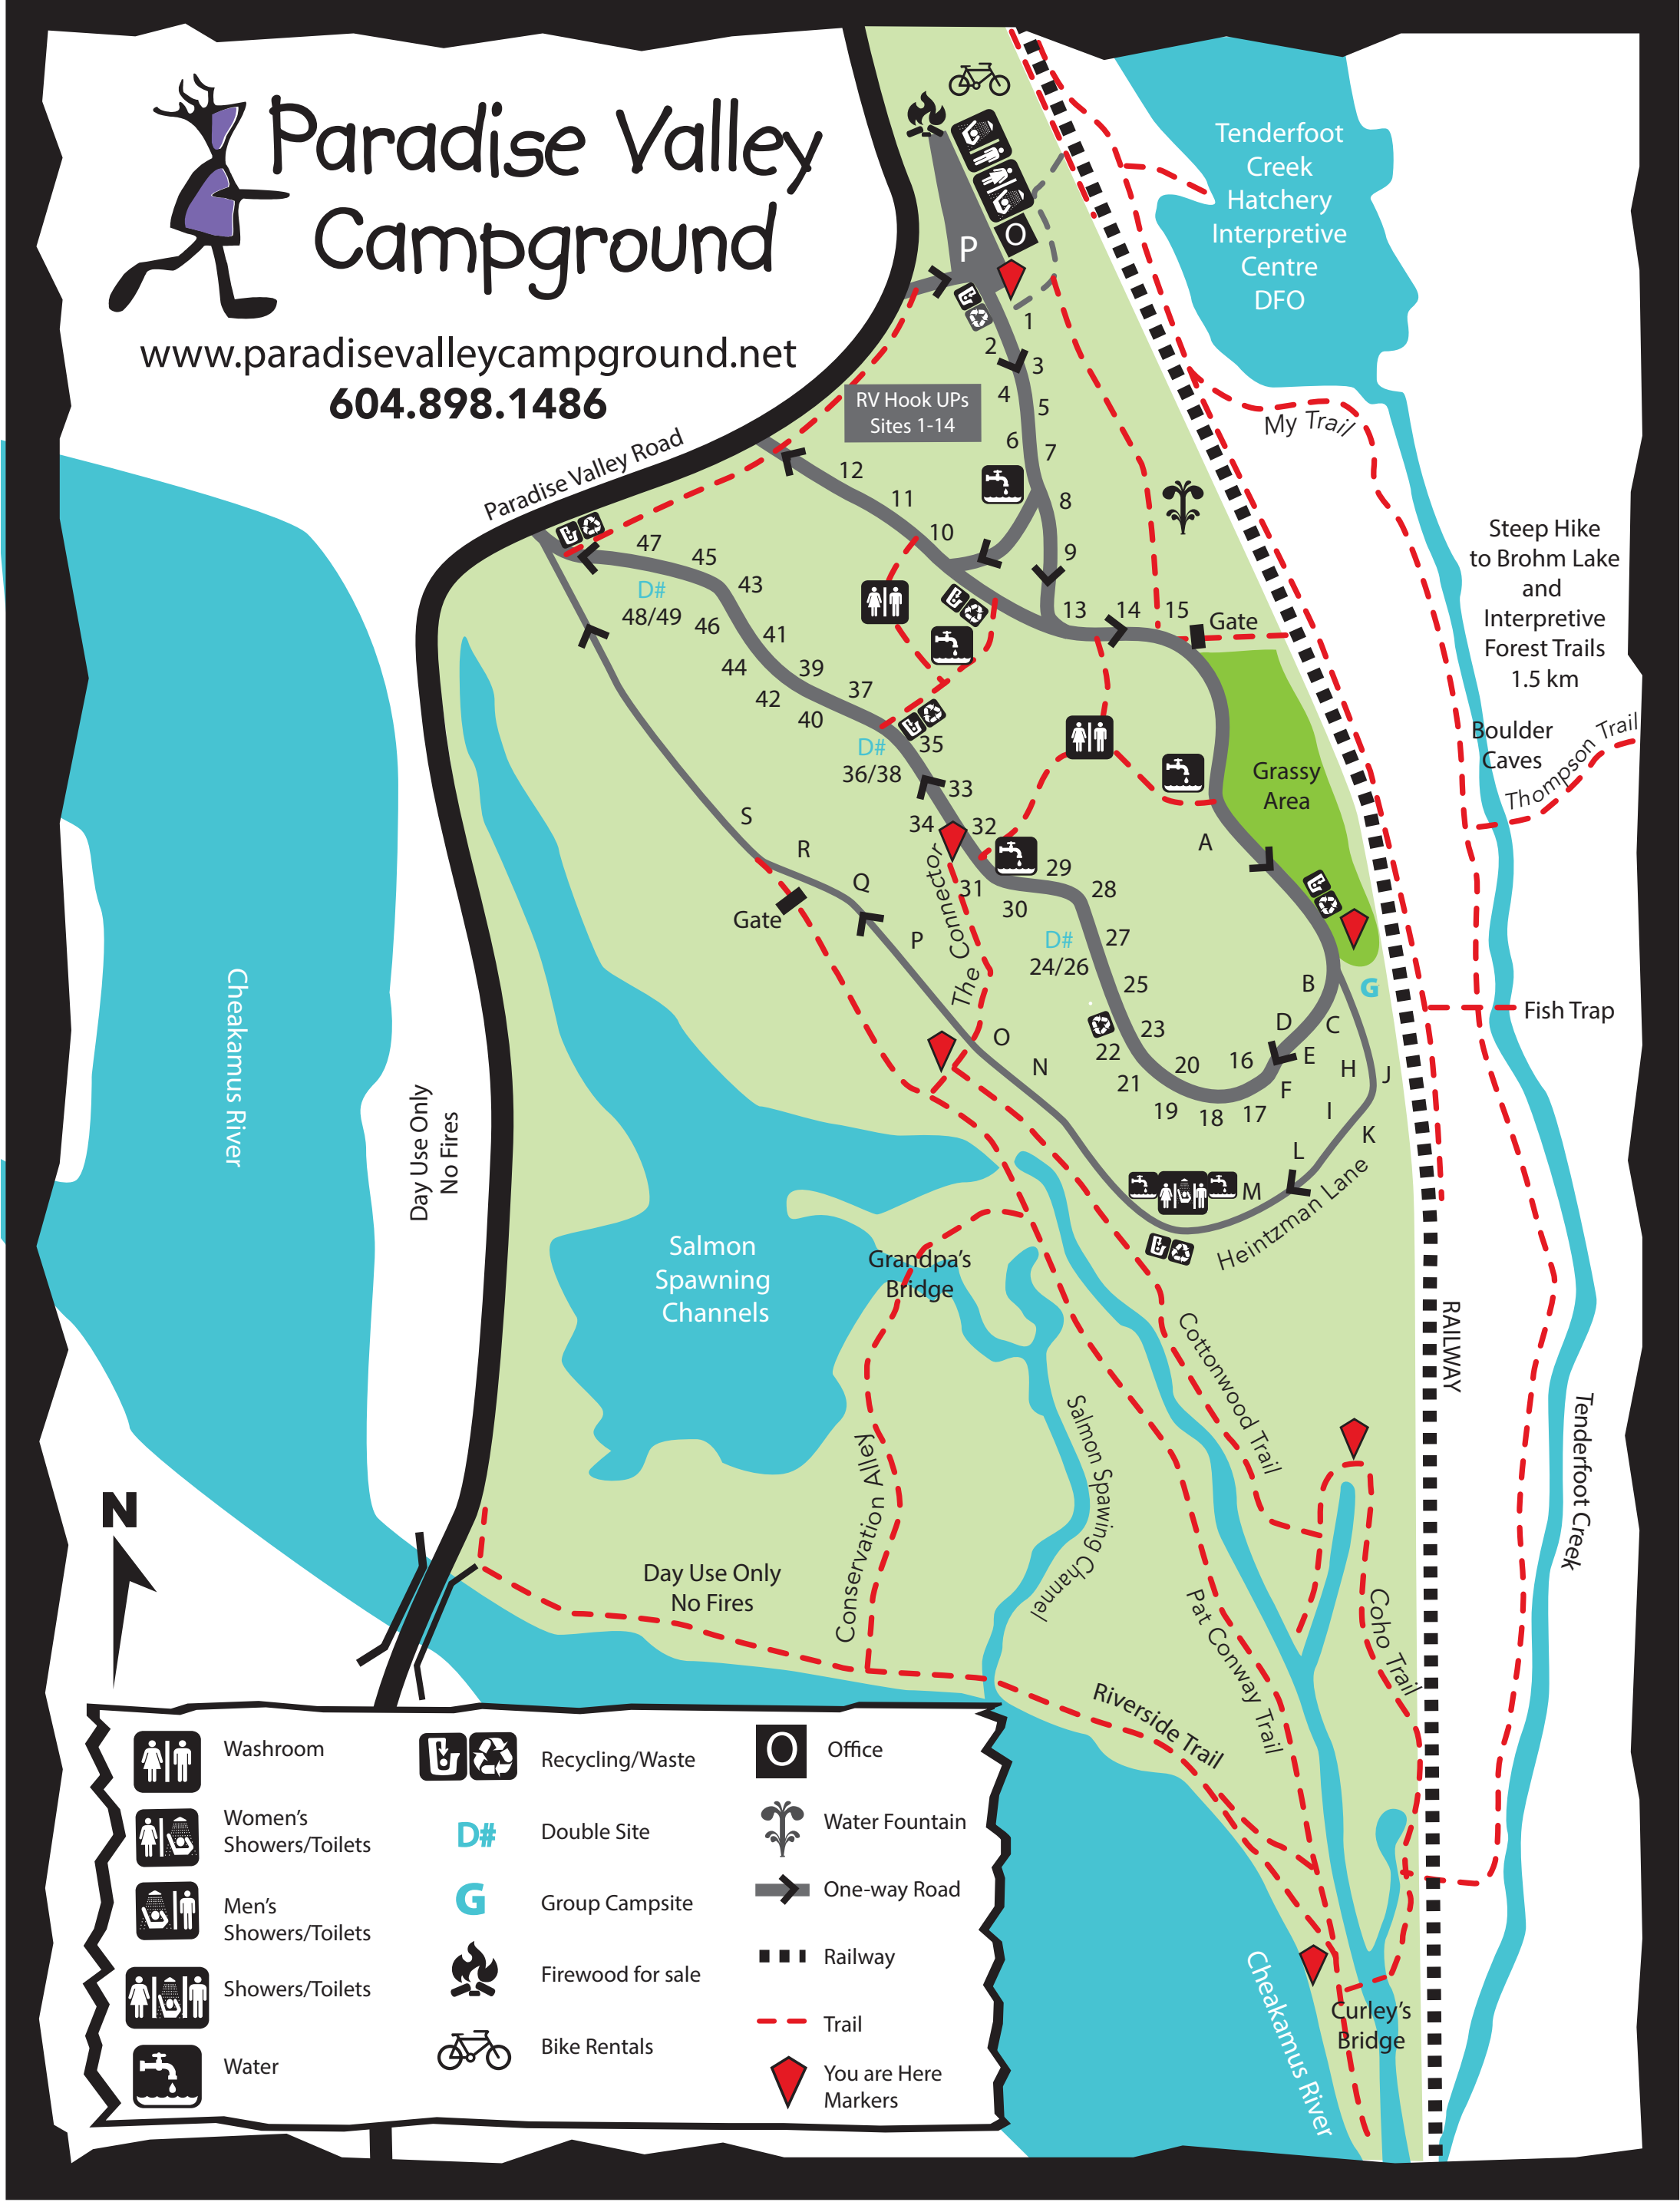 Paradise Valley
Campground
www.paradisevalleycampground.net
604.898.1486
Tenderfoot
Creek
Hatchery
Interpretive
Centre
DFO
O
P
1
2
3
4
5
6
7
8
9
RV Hook UPs
Sites 1-14
My Trail
Paradise Valley Road
12
11
10
13
14
15
Gate
Steep Hike
to Brohm Lake
and
Interpretive
Forest Trails
1.5 km
Boulder
Caves
Thompson Trail
47
45
43
D#
48/49
46
41
44
39
42
37
40
D#
36/38
35
33
34
32
31
29
30
28
Grassy
Area
A
S
R
Q
P
Gate
The Connector
D#
24/26
27
25
23
22
21
20
19
18
17
16
B
G
C
D
E
F
H
J
I
K
L
M
N
O
Fish Trap
Heintzman Lane
Cheakamus River
Day Use Only
No Fires
Salmon
Spawning
Channels
Grandpa's
Bridge
Cottonwood Trail
RAILWAY
Tenderfoot Creek
Conservation Alley
Salmon Spawing Channel
Pat Conway Trail
Coho Trail
N
Day Use Only
No Fires
Riverside Trail
Cheakamus River
Curley's
Bridge
Washroom
Women's
Showers/Toilets
Men's
Showers/Toilets
Showers/Toilets
Water
Recycling/Waste
D#
Double Site
G
Group Campsite
Firewood for sale
Bike Rentals
O
Office
Water Fountain
One-way Road
Railway
Trail
You are Here
Markers